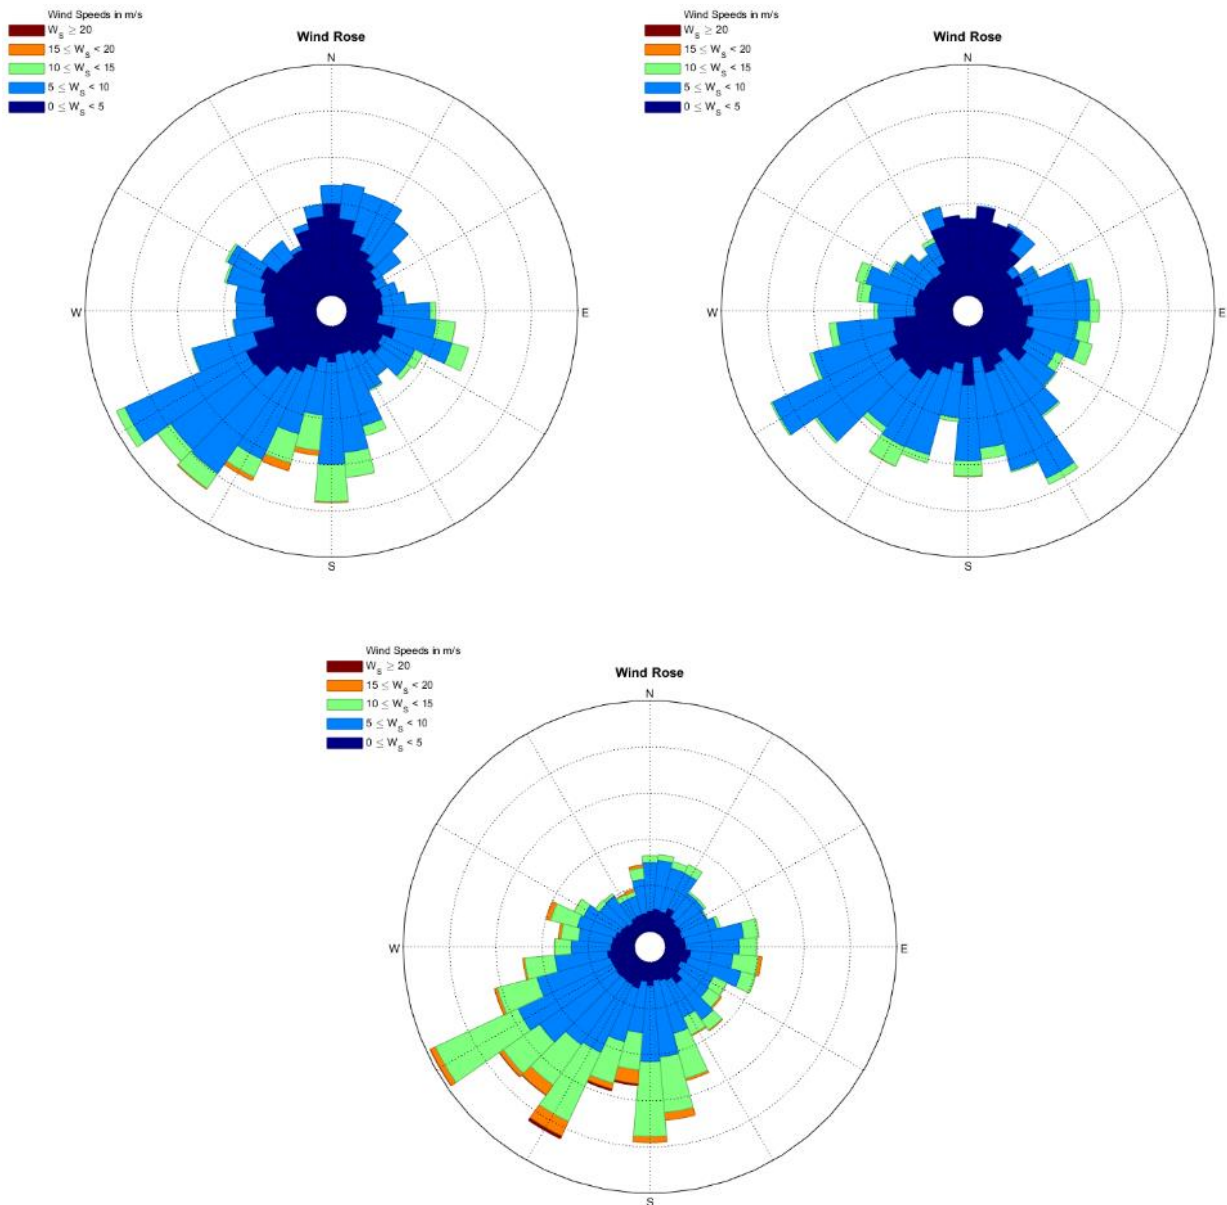 Wind Speeds in m/s
W_S ≥ 20
15 ≤ W_S < 20
10 ≤ W_S < 15
5 ≤ W_S < 10
0 ≤ W_S < 5
Wind Rose
N
W
E
S
Wind Speeds in m/s
W_S ≥ 20
15 ≤ W_S < 20
10 ≤ W_S < 15
5 ≤ W_S < 10
0 ≤ W_S < 5
Wind Rose
N
W
E
S
Wind Speeds in m/s
W_S ≥ 20
15 ≤ W_S < 20
10 ≤ W_S < 15
5 ≤ W_S < 10
0 ≤ W_S < 5
Wind Rose
N
W
E
S